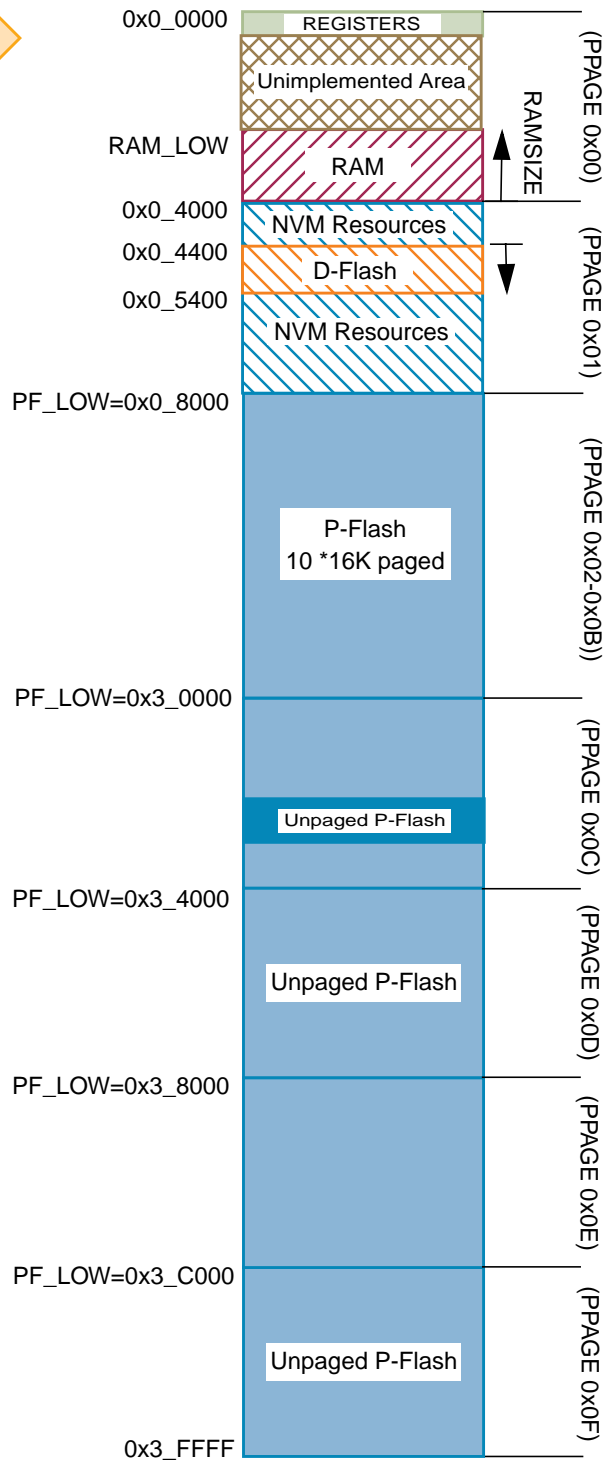 0x0_0000
REGISTERS
(PPAGE 0x00)
Unimplemented Area
RAMSIZE
RAM_LOW
RAM
0x0_4000
NVM Resources
(PPAGE 0x01)
0x0_4400
D-Flash
0x0_5400
NVM Resources
PF_LOW=0x0_8000
P-Flash
10 *16K paged
(PPAGE 0x02-0x0B))
PF_LOW=0x3_0000
(PPAGE 0x0C)
Unpaged P-Flash
PF_LOW=0x3_4000
(PPAGE 0x0D)
Unpaged P-Flash
PF_LOW=0x3_8000
(PPAGE 0x0E)
PF_LOW=0x3_C000
(PPAGE 0x0F)
Unpaged P-Flash
0x3_FFFF